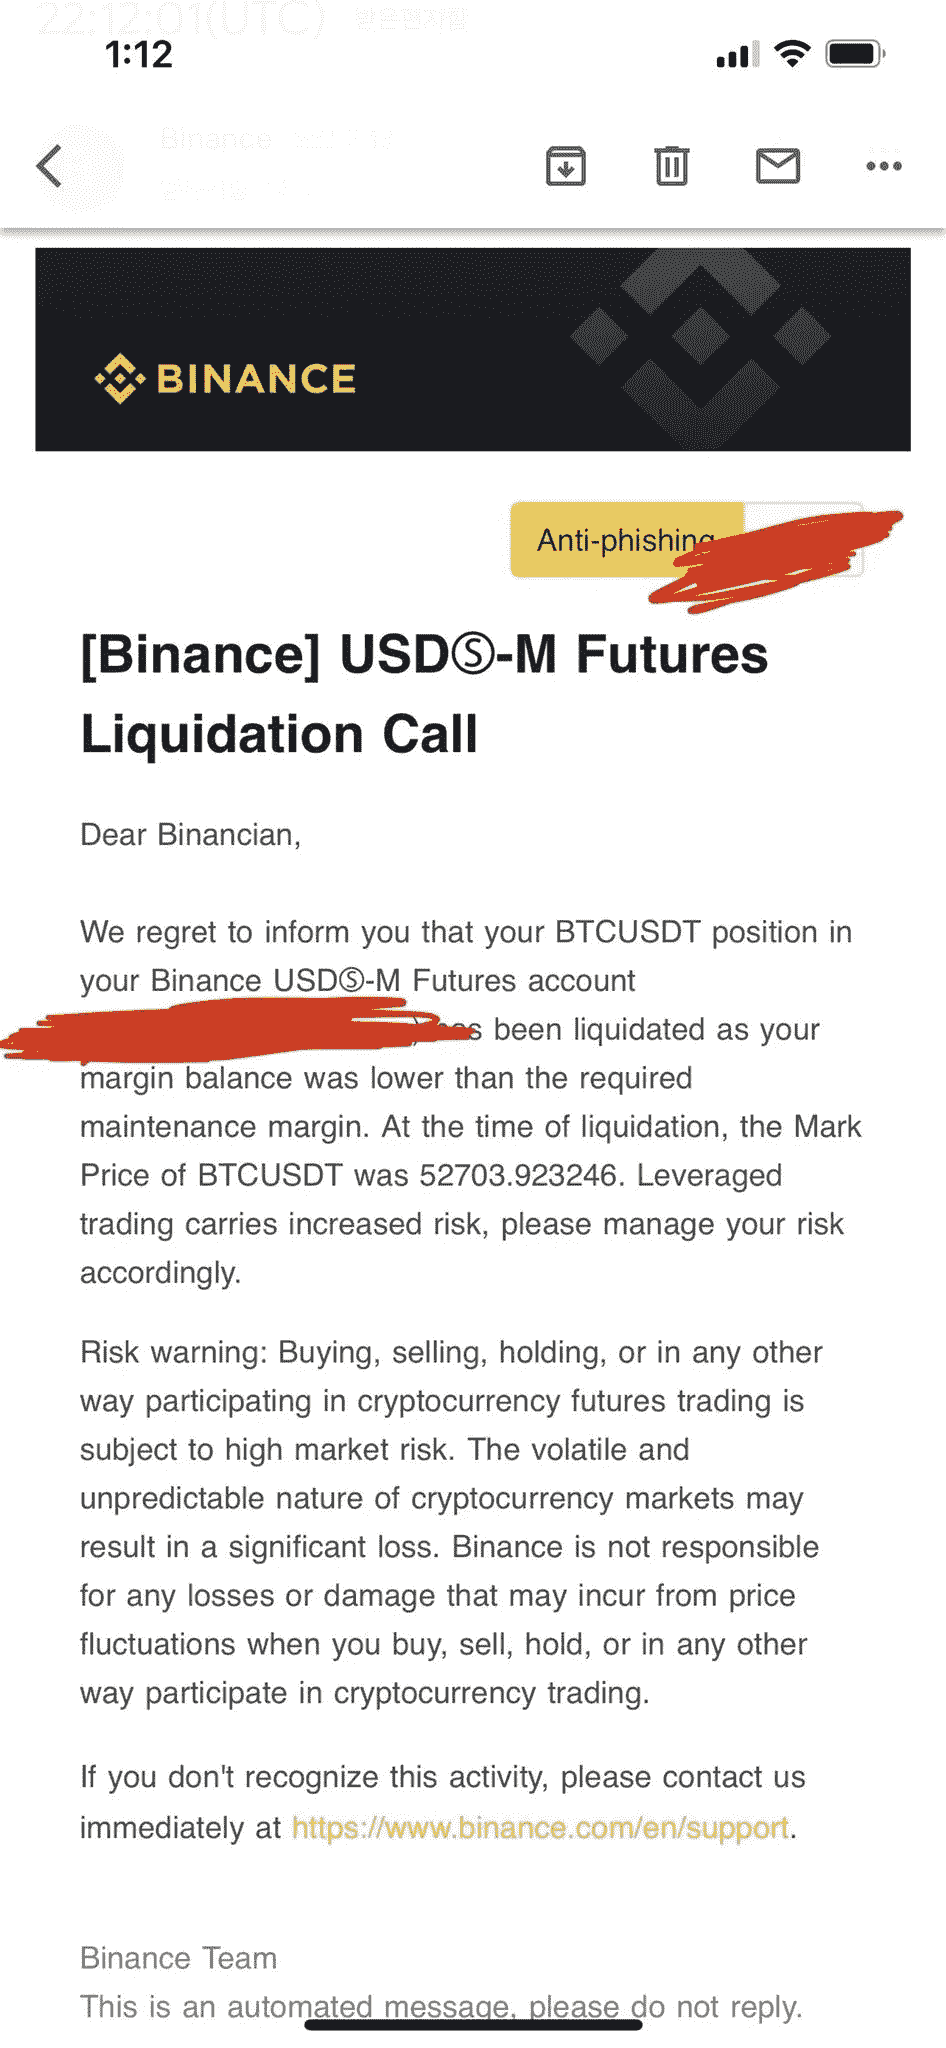 22:12:01(UTC)
1:12
Binance
BINANCE
Anti-phishing
[Binance] USDⓈ-M Futures
Liquidation Call
Dear Binancian,
We regret to inform you that your BTCUSDT position in
your Binance USDⓈ-M Futures account
) has been liquidated as your
margin balance was lower than the required
maintenance margin. At the time of liquidation, the Mark
Price of BTCUSDT was 52703.923246. Leveraged
trading carries increased risk, please manage your risk
accordingly.
Risk warning: Buying, selling, holding, or in any other
way participating in cryptocurrency futures trading is
subject to high market risk. The volatile and
unpredictable nature of cryptocurrency markets may
result in a significant loss. Binance is not responsible
for any losses or damage that may incur from price
fluctuations when you buy, sell, hold, or in any other
way participate in cryptocurrency trading.
If you don't recognize this activity, please contact us
immediately at https://www.binance.com/en/support.
Binance Team
This is an automated message, please do not reply.